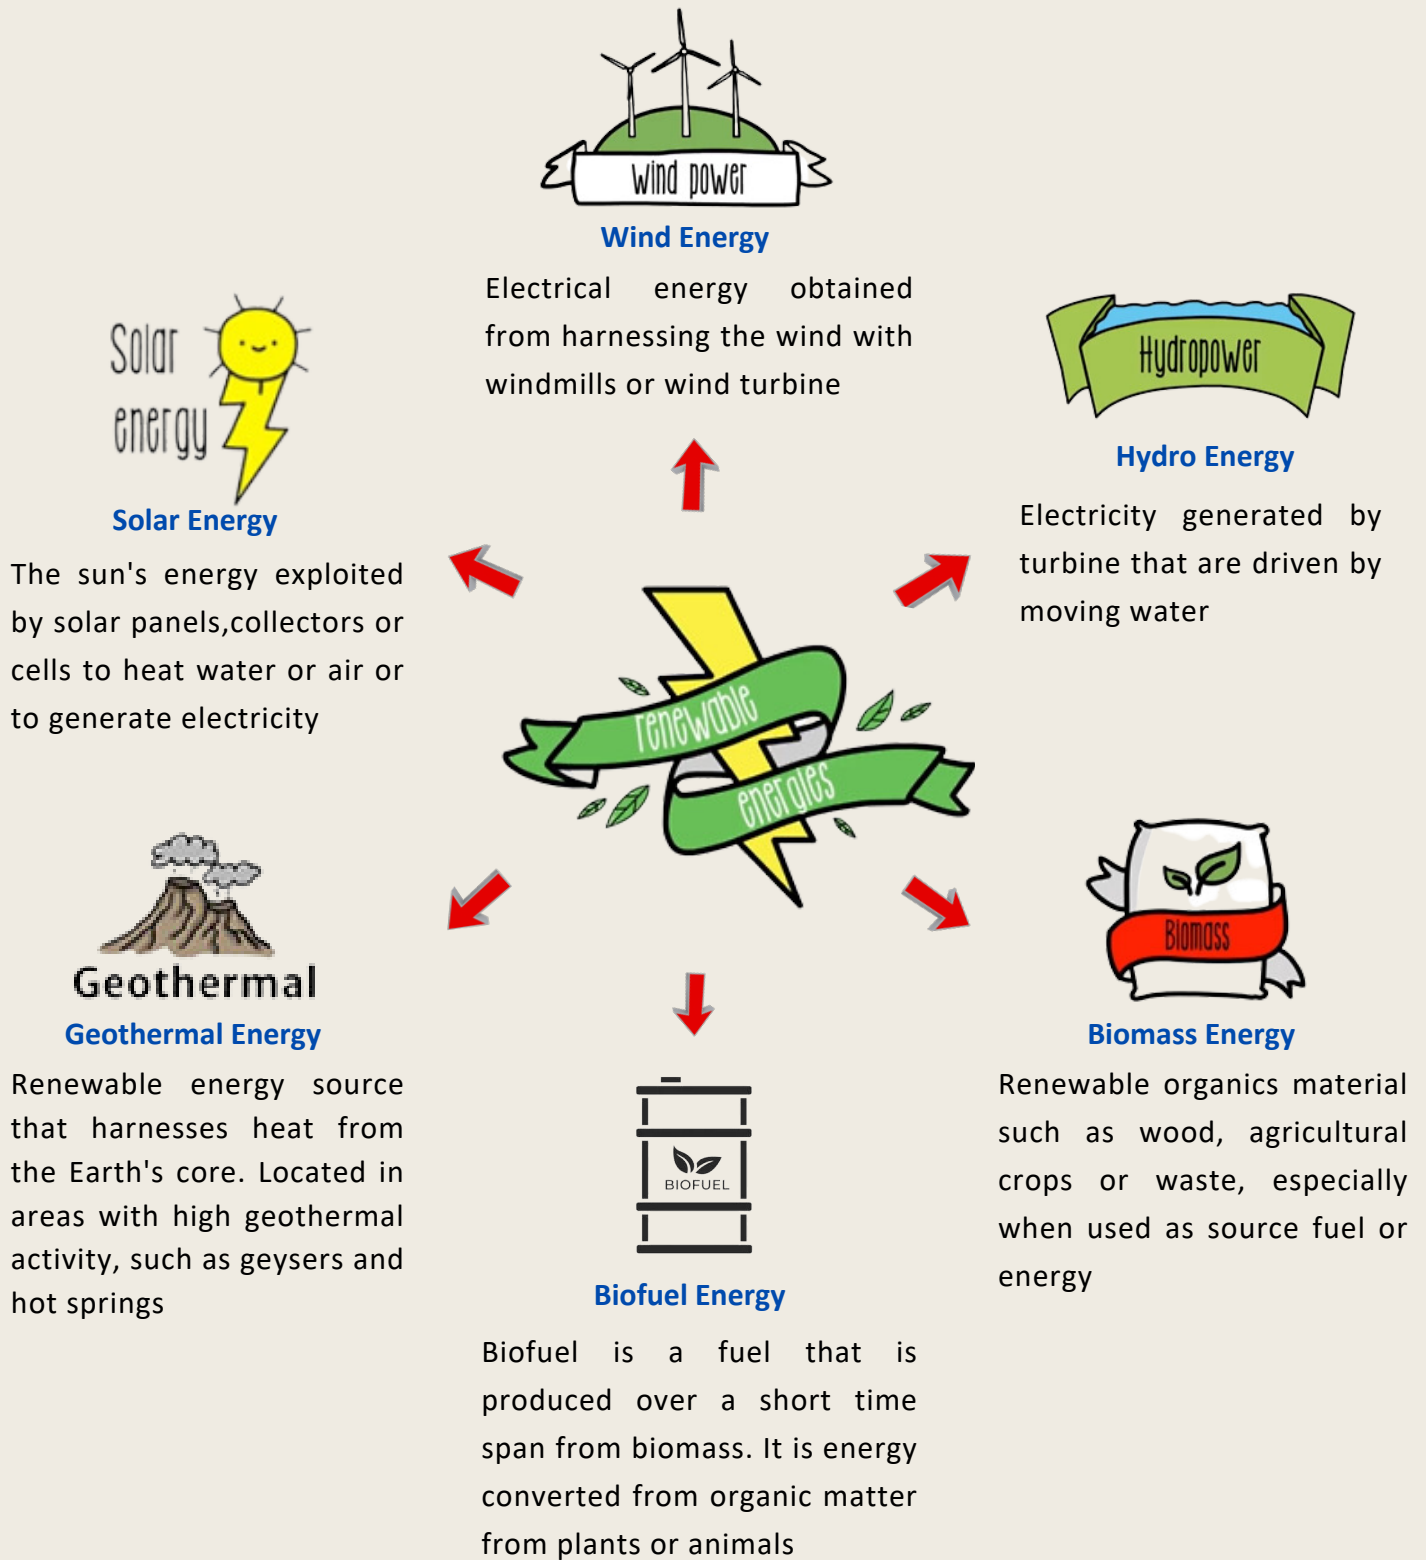 wind power
Wind Energy
Electrical energy obtained
from harnessing the wind with
windmills or wind turbine
Solar
energy
Solar Energy
The sun's energy exploited
by solar panels,collectors or
cells to heat water or air or
to generate electricity
Hydropower
Hydro Energy
Electricity generated by
turbine that are driven by
moving water
renewable
energies
Geothermal
Geothermal Energy
Renewable energy source
that harnesses heat from
the Earth's core. Located in
areas with high geothermal
activity, such as geysers and
hot springs
Biomass
Biomass Energy
Renewable organics material
such as wood, agricultural
crops or waste, especially
when used as source fuel or
energy
BIOFUEL
Biofuel Energy
Biofuel is a fuel that is
produced over a short time
span from biomass. It is energy
converted from organic matter
from plants or animals